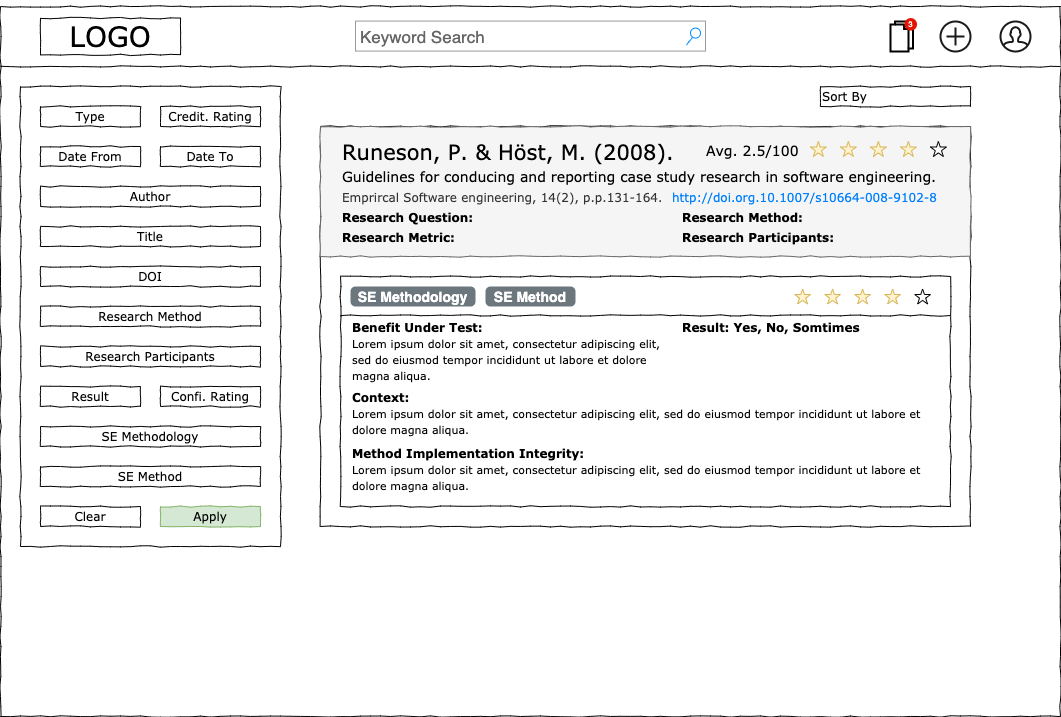 LOGO
Keyword Search
3
Type
Credit. Rating
Date From
Date To
Author
Title
DOI
Research Method
Research Participants
Result
Confi. Rating
SE Methodology
SE Method
Clear
Apply
Sort By
Runeson, P. & Höst, M. (2008).
Avg. 2.5/100
Guidelines for conducing and reporting case study research in software engineering.
Emprircal Software engineering, 14(2), p.p.131-164. http://doi.org.10.1007/s10664-008-9102-8
Research Question:
Research Method:
Research Metric:
Research Participants:
SE Methodology
SE Method
Benefit Under Test:
Result: Yes, No, Somtimes
Lorem ipsum dolor sit amet, consectetur adipiscing elit,
sed do eiusmod tempor incididunt ut labore et dolore
magna aliqua.
Context:
Lorem ipsum dolor sit amet, consectetur adipiscing elit, sed do eiusmod tempor incididunt ut labore et
dolore magna aliqua.
Method Implementation Integrity:
Lorem ipsum dolor sit amet, consectetur adipiscing elit, sed do eiusmod tempor incididunt ut labore et
dolore magna aliqua.